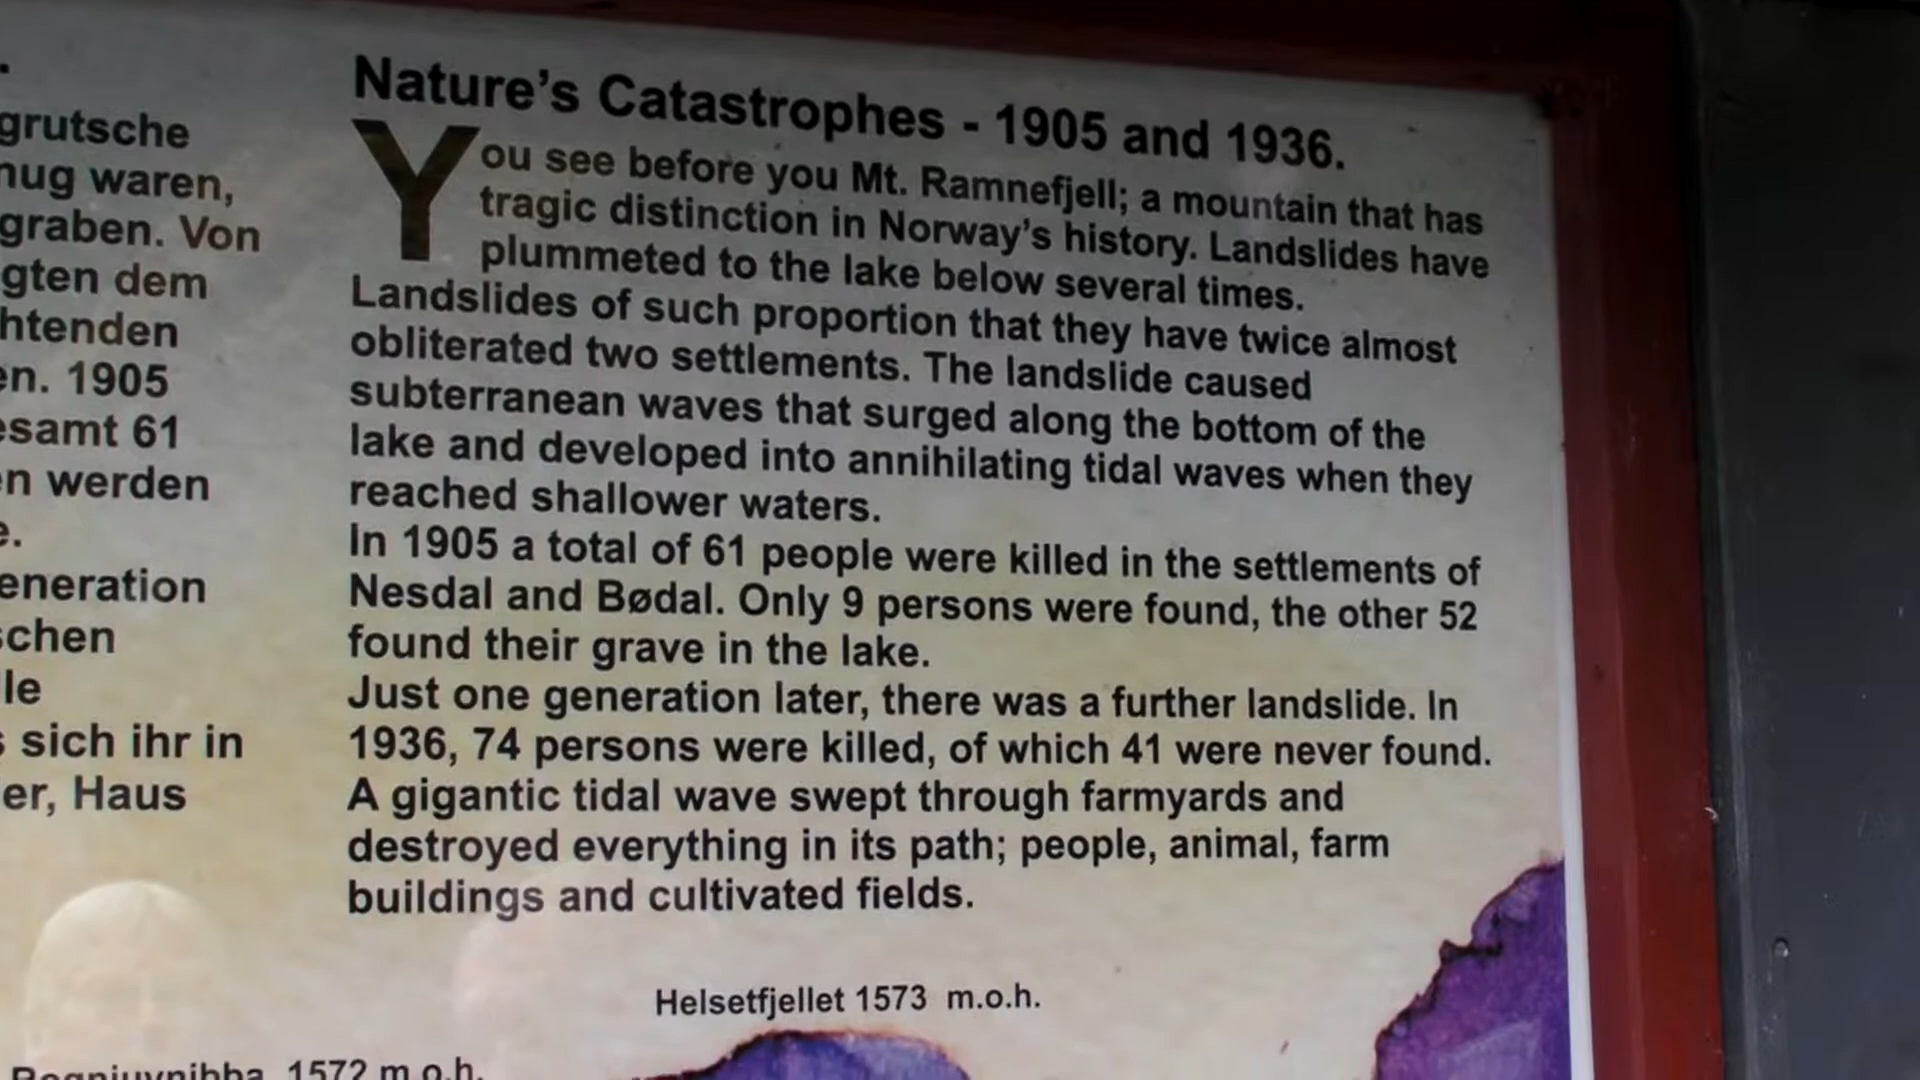 grutsche
waren,
graben. Von
gten dem
htenden
en. 1905
esamt 61
en werden
e.
eneration
schen
le
s sich ihr in
er, Haus
Nature's Catastrophes - 1905 and 1936.
You see before you Mt. Ramnefjell; a mountain that has
tragic distinction in Norway's history. Landslides have
plummeted to the lake below several times.
Landslides of such proportion that they have twice almost
obliterated two settlements. The landslide caused
subterranean waves that surged along the bottom of the
lake and developed into annihilating tidal waves when they
reached shallower waters.
In 1905 a total of 61 people were killed in the settlements of
Nesdal and Bødal. Only 9 persons were found, the other 52
found their grave in the lake.
Just one generation later, there was a further landslide. In
1936, 74 persons were killed, of which 41 were never found.
A gigantic tidal wave swept through farmyards and
destroyed everything in its path; people, animal, farm
buildings and cultivated fields.
Helsetfjellet 1573 m.o.h.
1572 m.o.h.